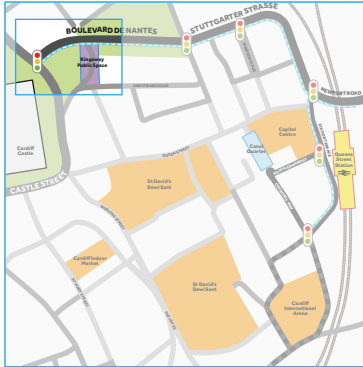 STUTTGARTER STRASSE
BOULEVARD DE NANTES
Kingsway
Public Space
NEWPORT ROAD
Capitol
Centre
Cardiff
Castle
Canal
Quarter
Queen
Street
Station
CASTLE STREET
St David's
Dewi Sant
Cardiff Indoor
Market
St David's
Dewi Sant
Cardiff
International
Arena